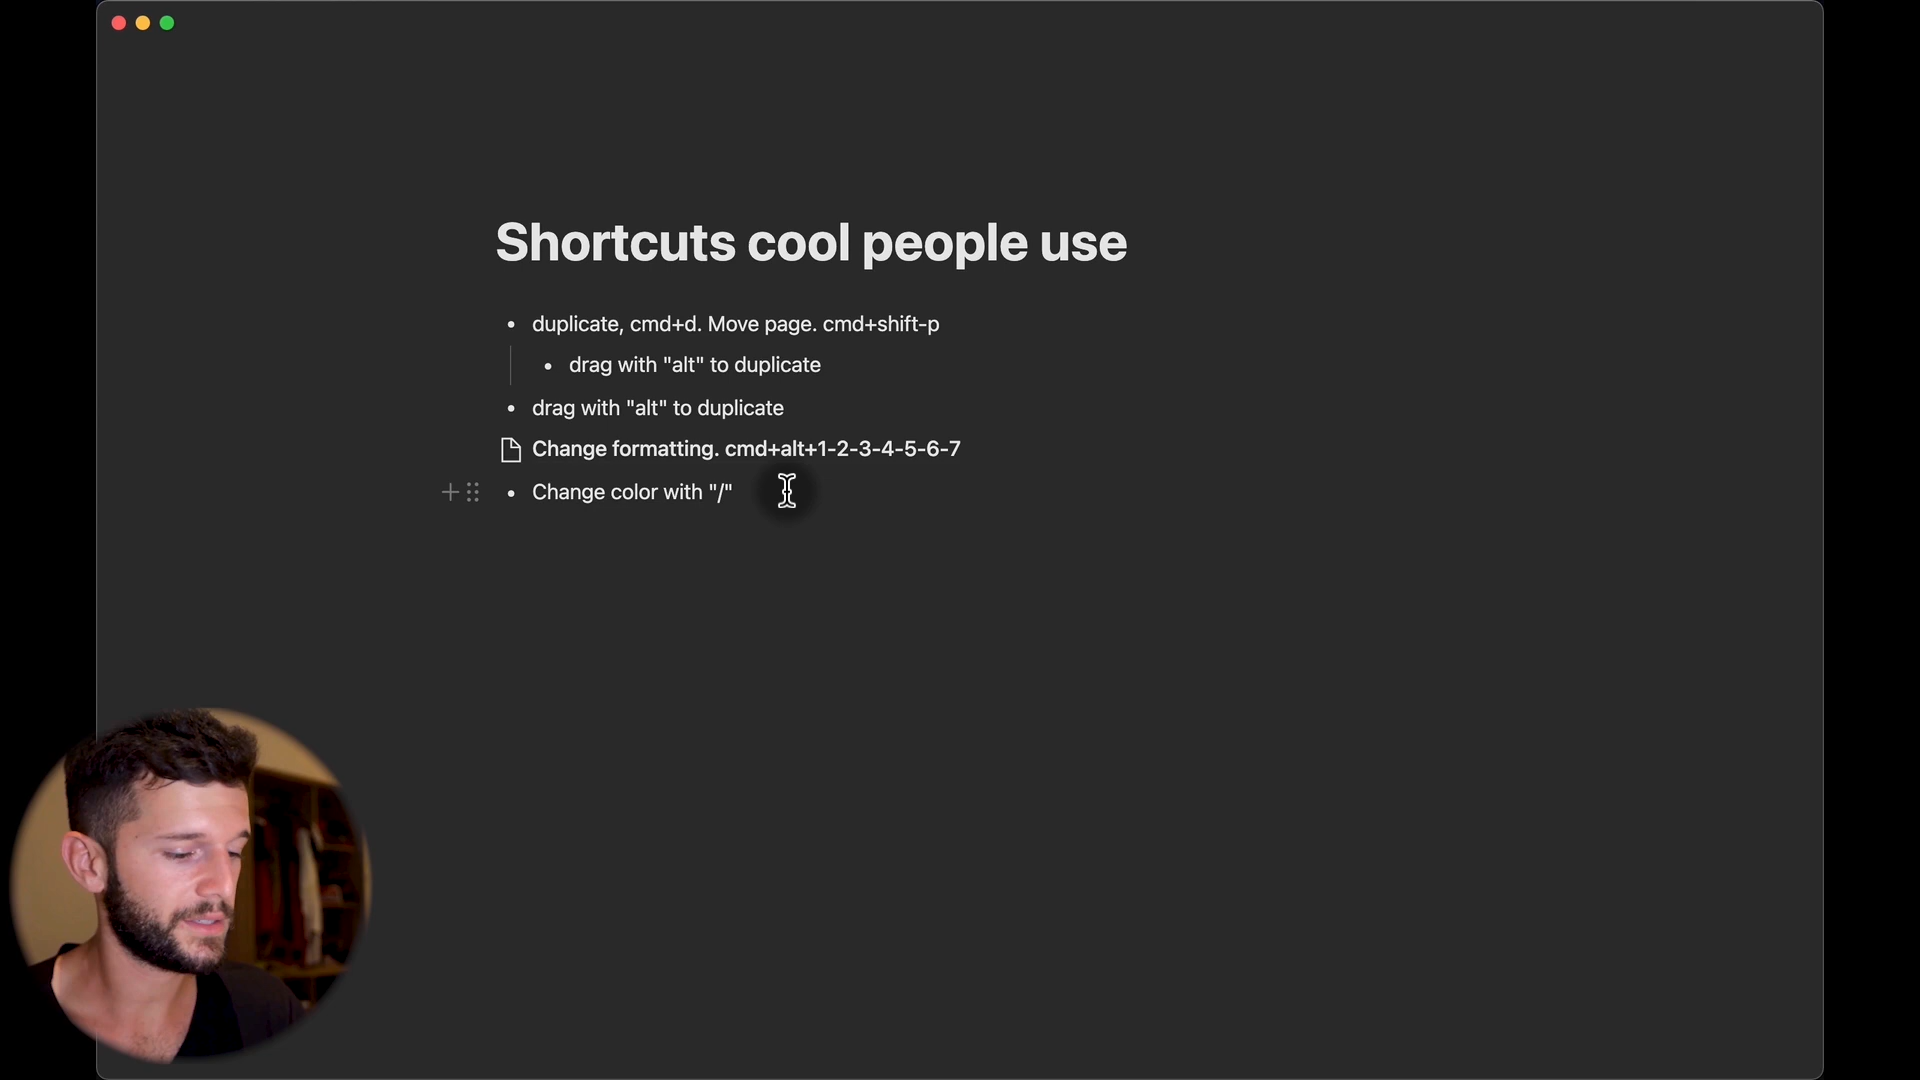 Shortcuts cool people use
duplicate, cmd+d. Move page. cmd+shift-p
drag with "alt" to duplicate
drag with "alt" to duplicate
Change formatting. cmd+alt+1-2-3-4-5-6-7
Change color with "/"